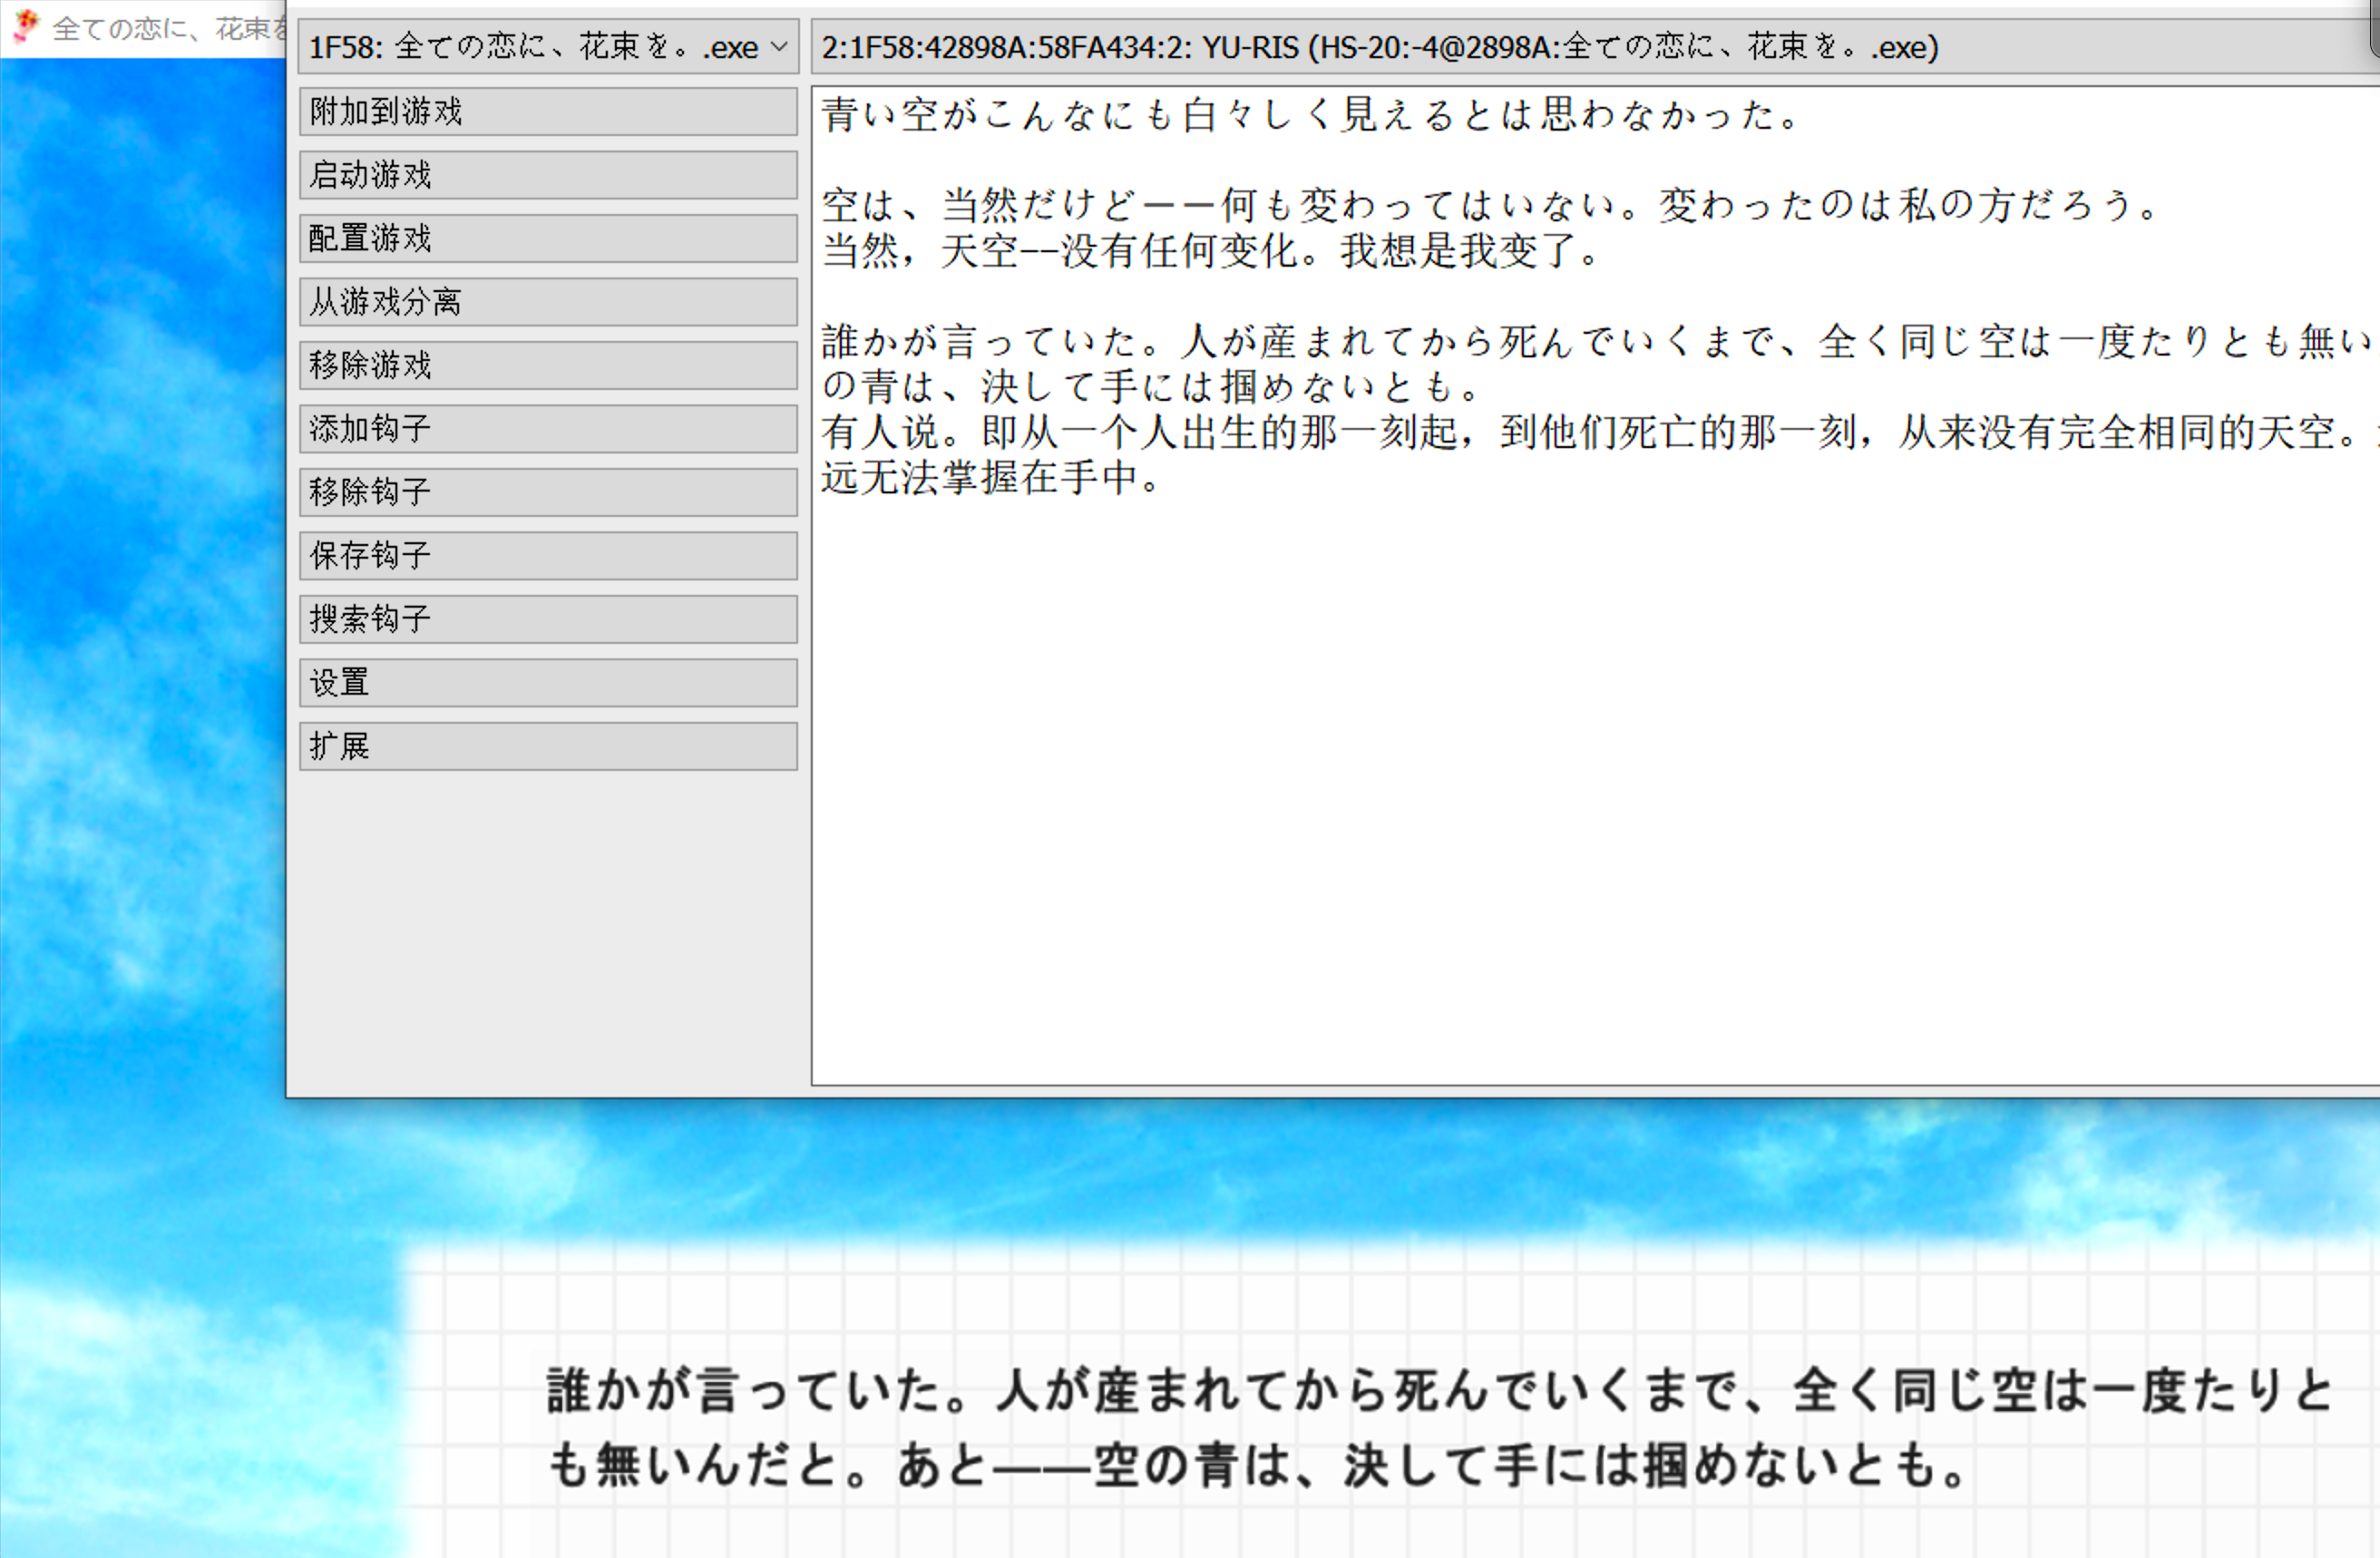 全ての恋に、花束を
1F58: 全ての恋に、花束を。.exe
2:1F58:42898A:58FA434:2: YU-RIS (HS-20:-4@2898A:全ての恋に、花束を。.exe)
附加到游戏
启动游戏
配置游戏
从游戏分离
移除游戏
添加钩子
移除钩子
保存钩子
搜索钩子
设置
扩展
青い空がこんなにも白々しく見えるとは思わなかった。
空は、当然だけどーー何も変わってはいない。変わったのは私の方だろう。
当然，天空--没有任何变化。我想是我变了。
誰かが言っていた。人が産まれてから死んでいくまで、全く同じ空は一度たりとも無い
の青は、決して手には掴めないとも。
有人说。即从一个人出生的那一刻起，到他们死亡的那一刻，从来没有完全相同的天空。
远无法掌握在手中。
誰かが言っていた。人が産まれてから死んでいくまで、全く同じ空は一度たりと
も無いんだと。あと――空の青は、決して手には掴めないとも。